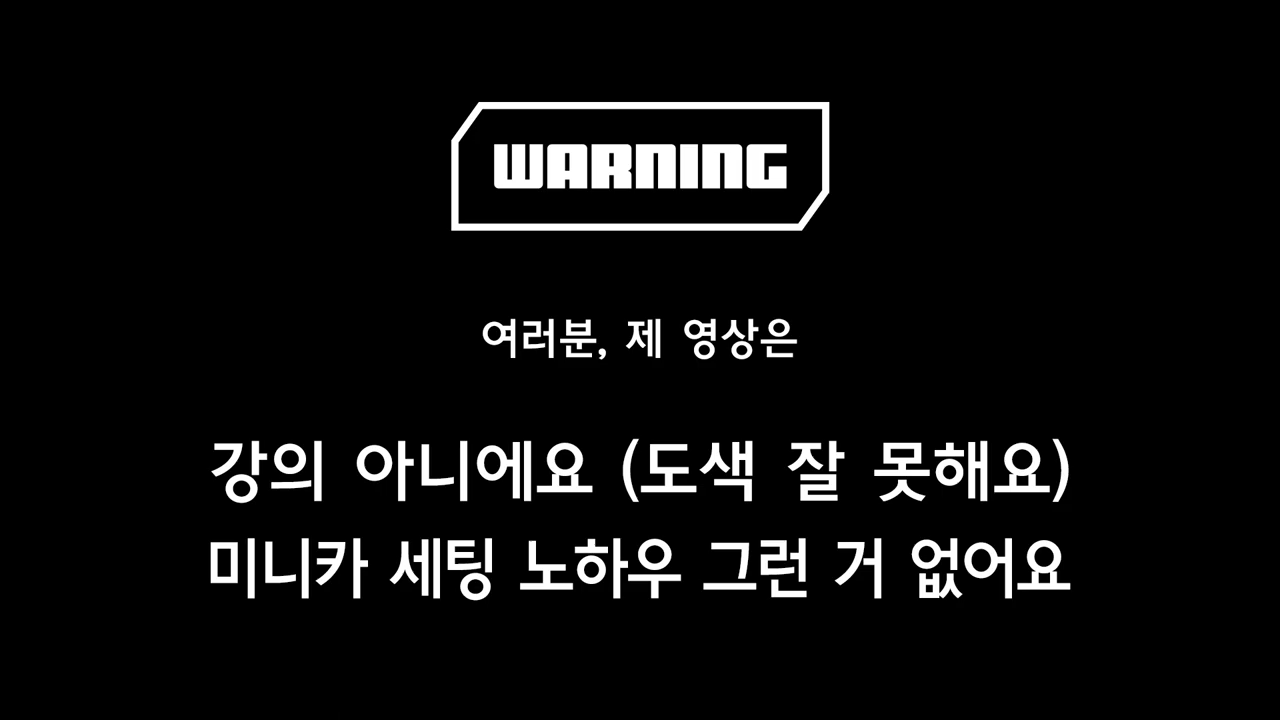 WARNING
여러분, 제 영상은
강의 아니에요 (도색 잘 못해요)
미니카 세팅 노하우 그런 거 없어요